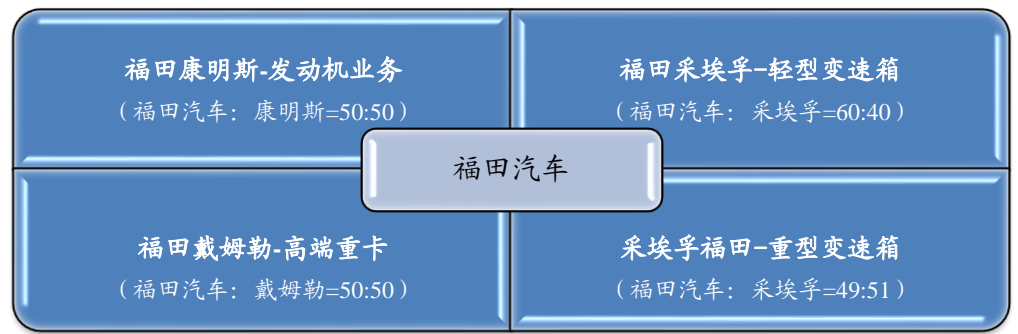 福田康明斯-发动机业务
（福田汽车：康明斯=50:50）
福田采埃孚-轻型变速箱
（福田汽车：采埃孚=60:40）
福田汽车
福田戴姆勒-高端重卡
（福田汽车：戴姆勒=50:50）
采埃孚福田-重型变速箱
（福田汽车：采埃孚=49:51）